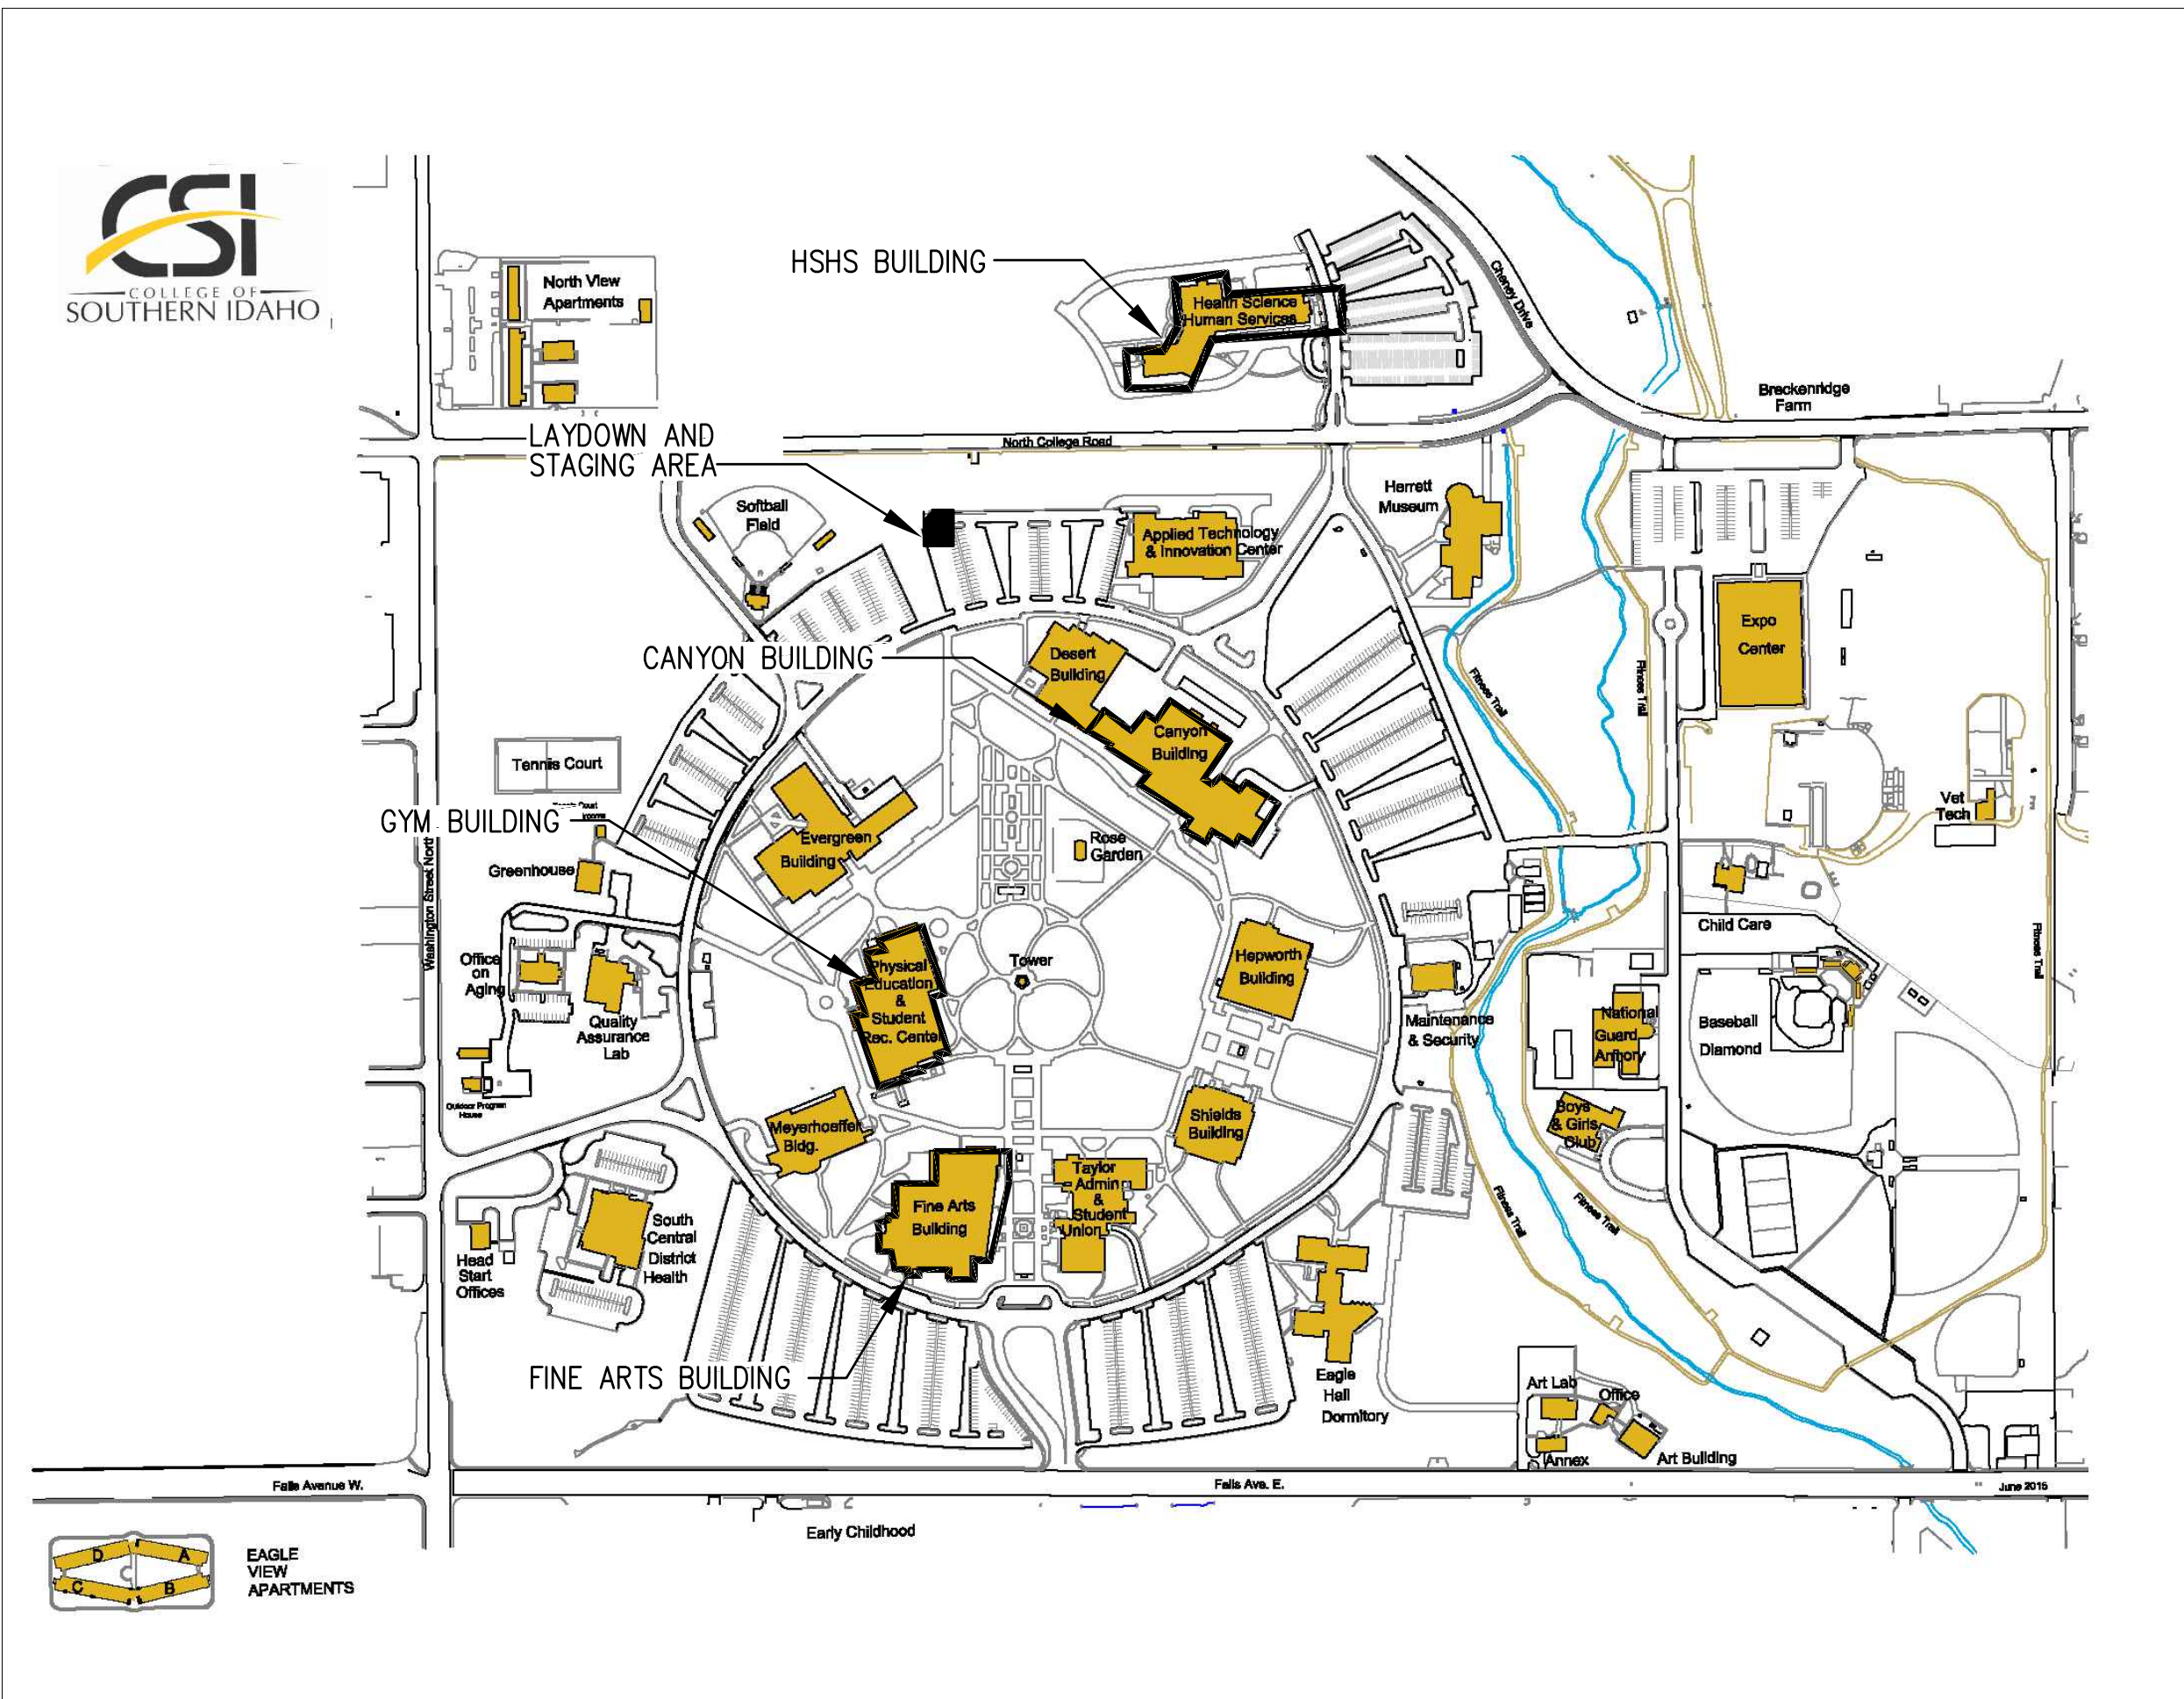 CSI
COLLEGE OF
SOUTHERN IDAHO
North View
Apartments
HSHS BUILDING
Health Science
Human Services
Cheney Drive
Breckenridge
Farm
LAYDOWN AND
STAGING AREA
North College Road
Softball
Field
Applied Technology
& Innovation Center
Herrett
Museum
Expo
Center
CANYON BUILDING
Desert
Building
Canyon
Building
Fitness Trail
Fitness Trail
Tennis Court
Tennis Court
GYM BUILDING
Evergreen
Building
Rose
Garden
Vet
Tech
Greenhouse
Washington Street North
Child Care
Fitness Trail
Office
on
Aging
Quality
Assurance
Lab
Physical
Education
&
Student
Rec. Center
Tower
Hepworth
Building
Maintenance
& Security
National
Guard
Armory
Baseball
Diamond
Outdoor Program
House
Meyerhoeffer
Bldg.
Shields
Building
Boys
& Girls
Club
Fitness Trail
Fitness Trail
Fine Arts
Building
Taylor
Admin
&
Student
Union
South
Central
District
Health
Head
Start
Offices
FINE ARTS BUILDING
Eagle
Hall
Dormitory
Art Lab
Office
Annex
Art Building
Falls Avenue W.
Falls Ave. E.
June 2015
Early Childhood
D
A
C
B
EAGLE
VIEW
APARTMENTS